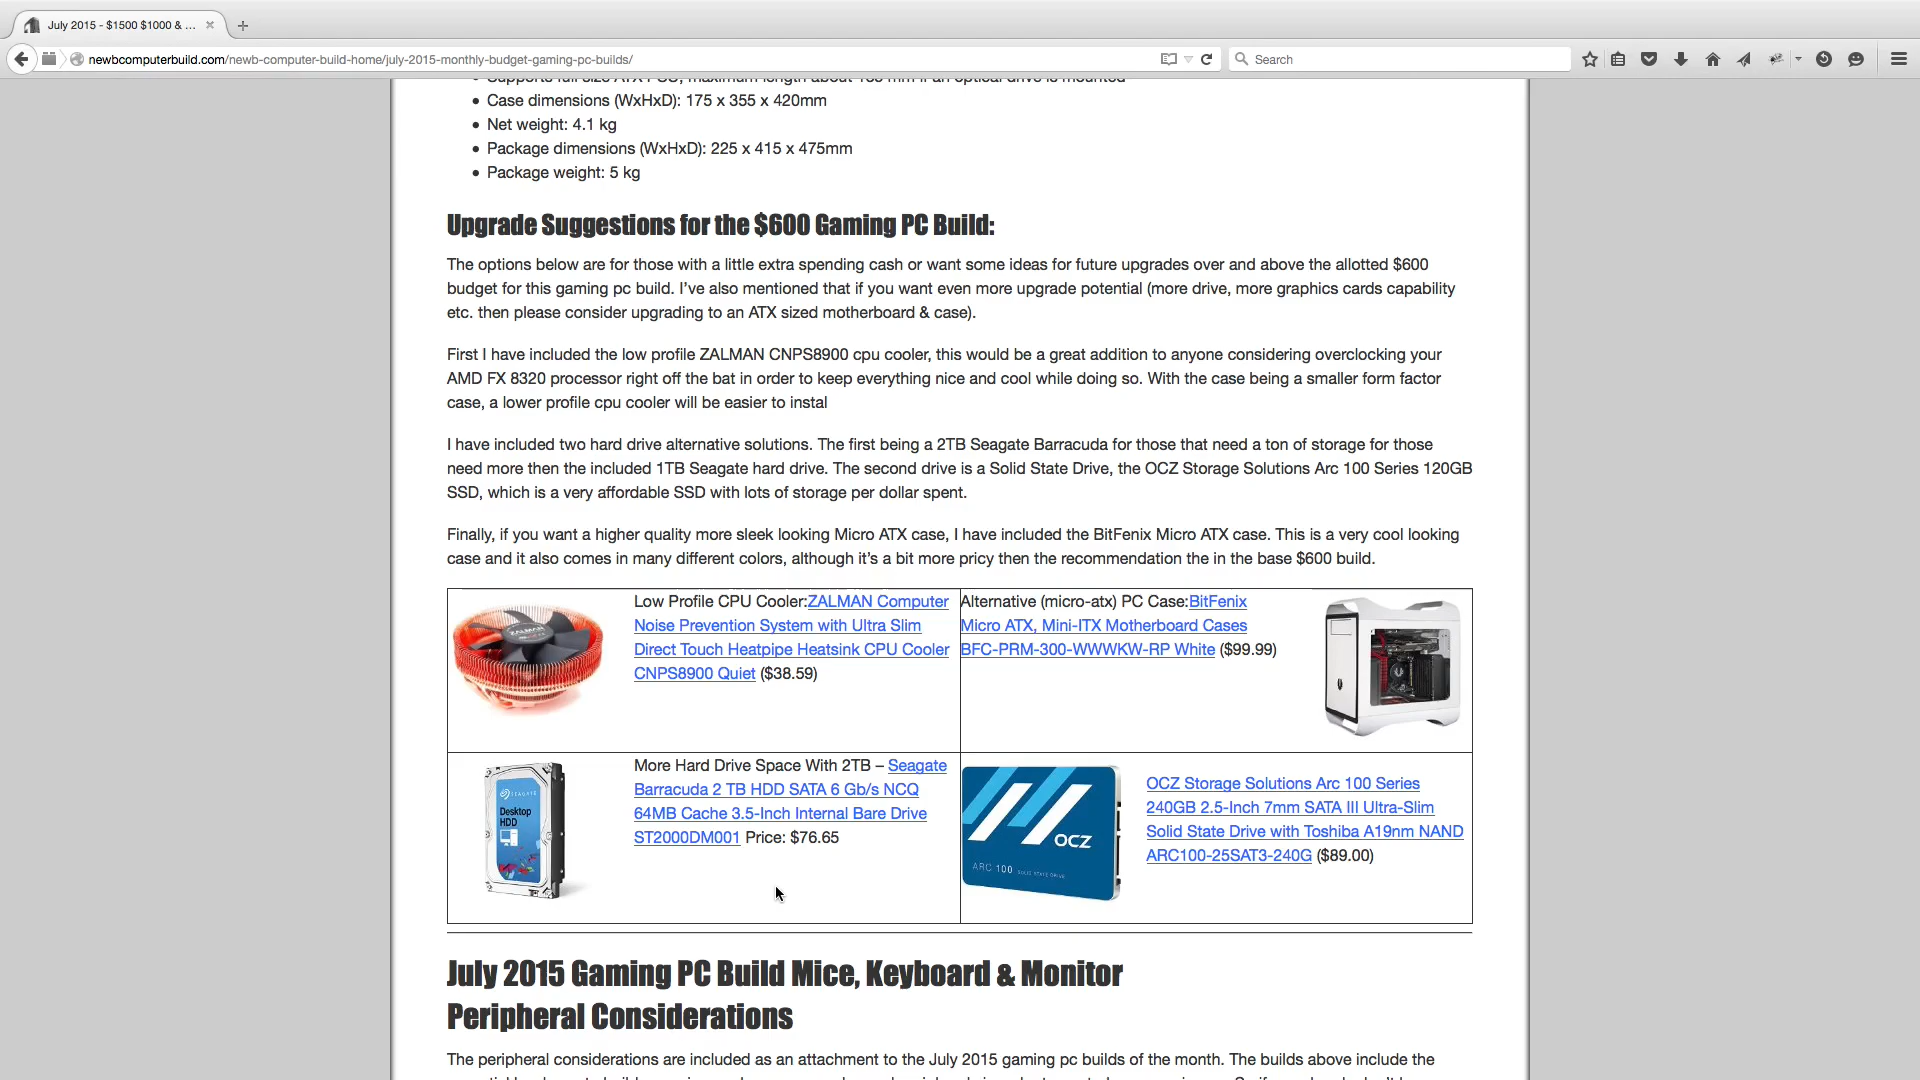 July 2015 - $1500 $1000 & ...
newbcomputerbuild.com/newb-computer-build-home/july-2015-monthly-budget-gaming-pc-builds/
Search
Case dimensions (WxHxD): 175 x 355 x 420mm
Net weight: 4.1 kg
Package dimensions (WxHxD): 225 x 415 x 475mm
Package weight: 5 kg
Upgrade Suggestions for the $600 Gaming PC Build:
The options below are for those with a little extra spending cash or want some ideas for future upgrades over and above the allotted $600
budget for this gaming pc build. I've also mentioned that if you want even more upgrade potential (more drive, more graphics cards capability
etc. then please consider upgrading to an ATX sized motherboard & case).
First I have included the low profile ZALMAN CNPS8900 cpu cooler, this would be a great addition to anyone considering overclocking your
AMD FX 8320 processor right off the bat in order to keep everything nice and cool while doing so. With the case being a smaller form factor
case, a lower profile cpu cooler will be easier to instal
I have included two hard drive alternative solutions. The first being a 2TB Seagate Barracuda for those that need a ton of storage for those
need more then the included 1TB Seagate hard drive. The second drive is a Solid State Drive, the OCZ Storage Solutions Arc 100 Series 120GB
SSD, which is a very affordable SSD with lots of storage per dollar spent.
Finally, if you want a higher quality more sleek looking Micro ATX case, I have included the BitFenix Micro ATX case. This is a very cool looking
case and it also comes in many different colors, although it's a bit more pricy then the recommendation the in the base $600 build.
ZALMAN
Low Profile CPU Cooler:ZALMAN Computer
Noise Prevention System with Ultra Slim
Direct Touch Heatpipe Heatsink CPU Cooler
CNPS8900 Quiet ($38.59)
Alternative (micro-atx) PC Case:BitFenix
Micro ATX, Mini-ITX Motherboard Cases
BFC-PRM-300-WWWKW-RP White ($99.99)
SEAGATE
Desktop
HDD
More Hard Drive Space With 2TB – Seagate
Barracuda 2 TB HDD SATA 6 Gb/s NCQ
64MB Cache 3.5-Inch Internal Bare Drive
ST2000DM001 Price: $76.65
OCZ
ARC 100 SOLID STATE DRIVE
OCZ Storage Solutions Arc 100 Series
240GB 2.5-Inch 7mm SATA III Ultra-Slim
Solid State Drive with Toshiba A19nm NAND
ARC100-25SAT3-240G ($89.00)
July 2015 Gaming PC Build Mice, Keyboard & Monitor
Peripheral Considerations
The peripheral considerations are included as an attachment to the July 2015 gaming pc builds of the month. The builds above include the